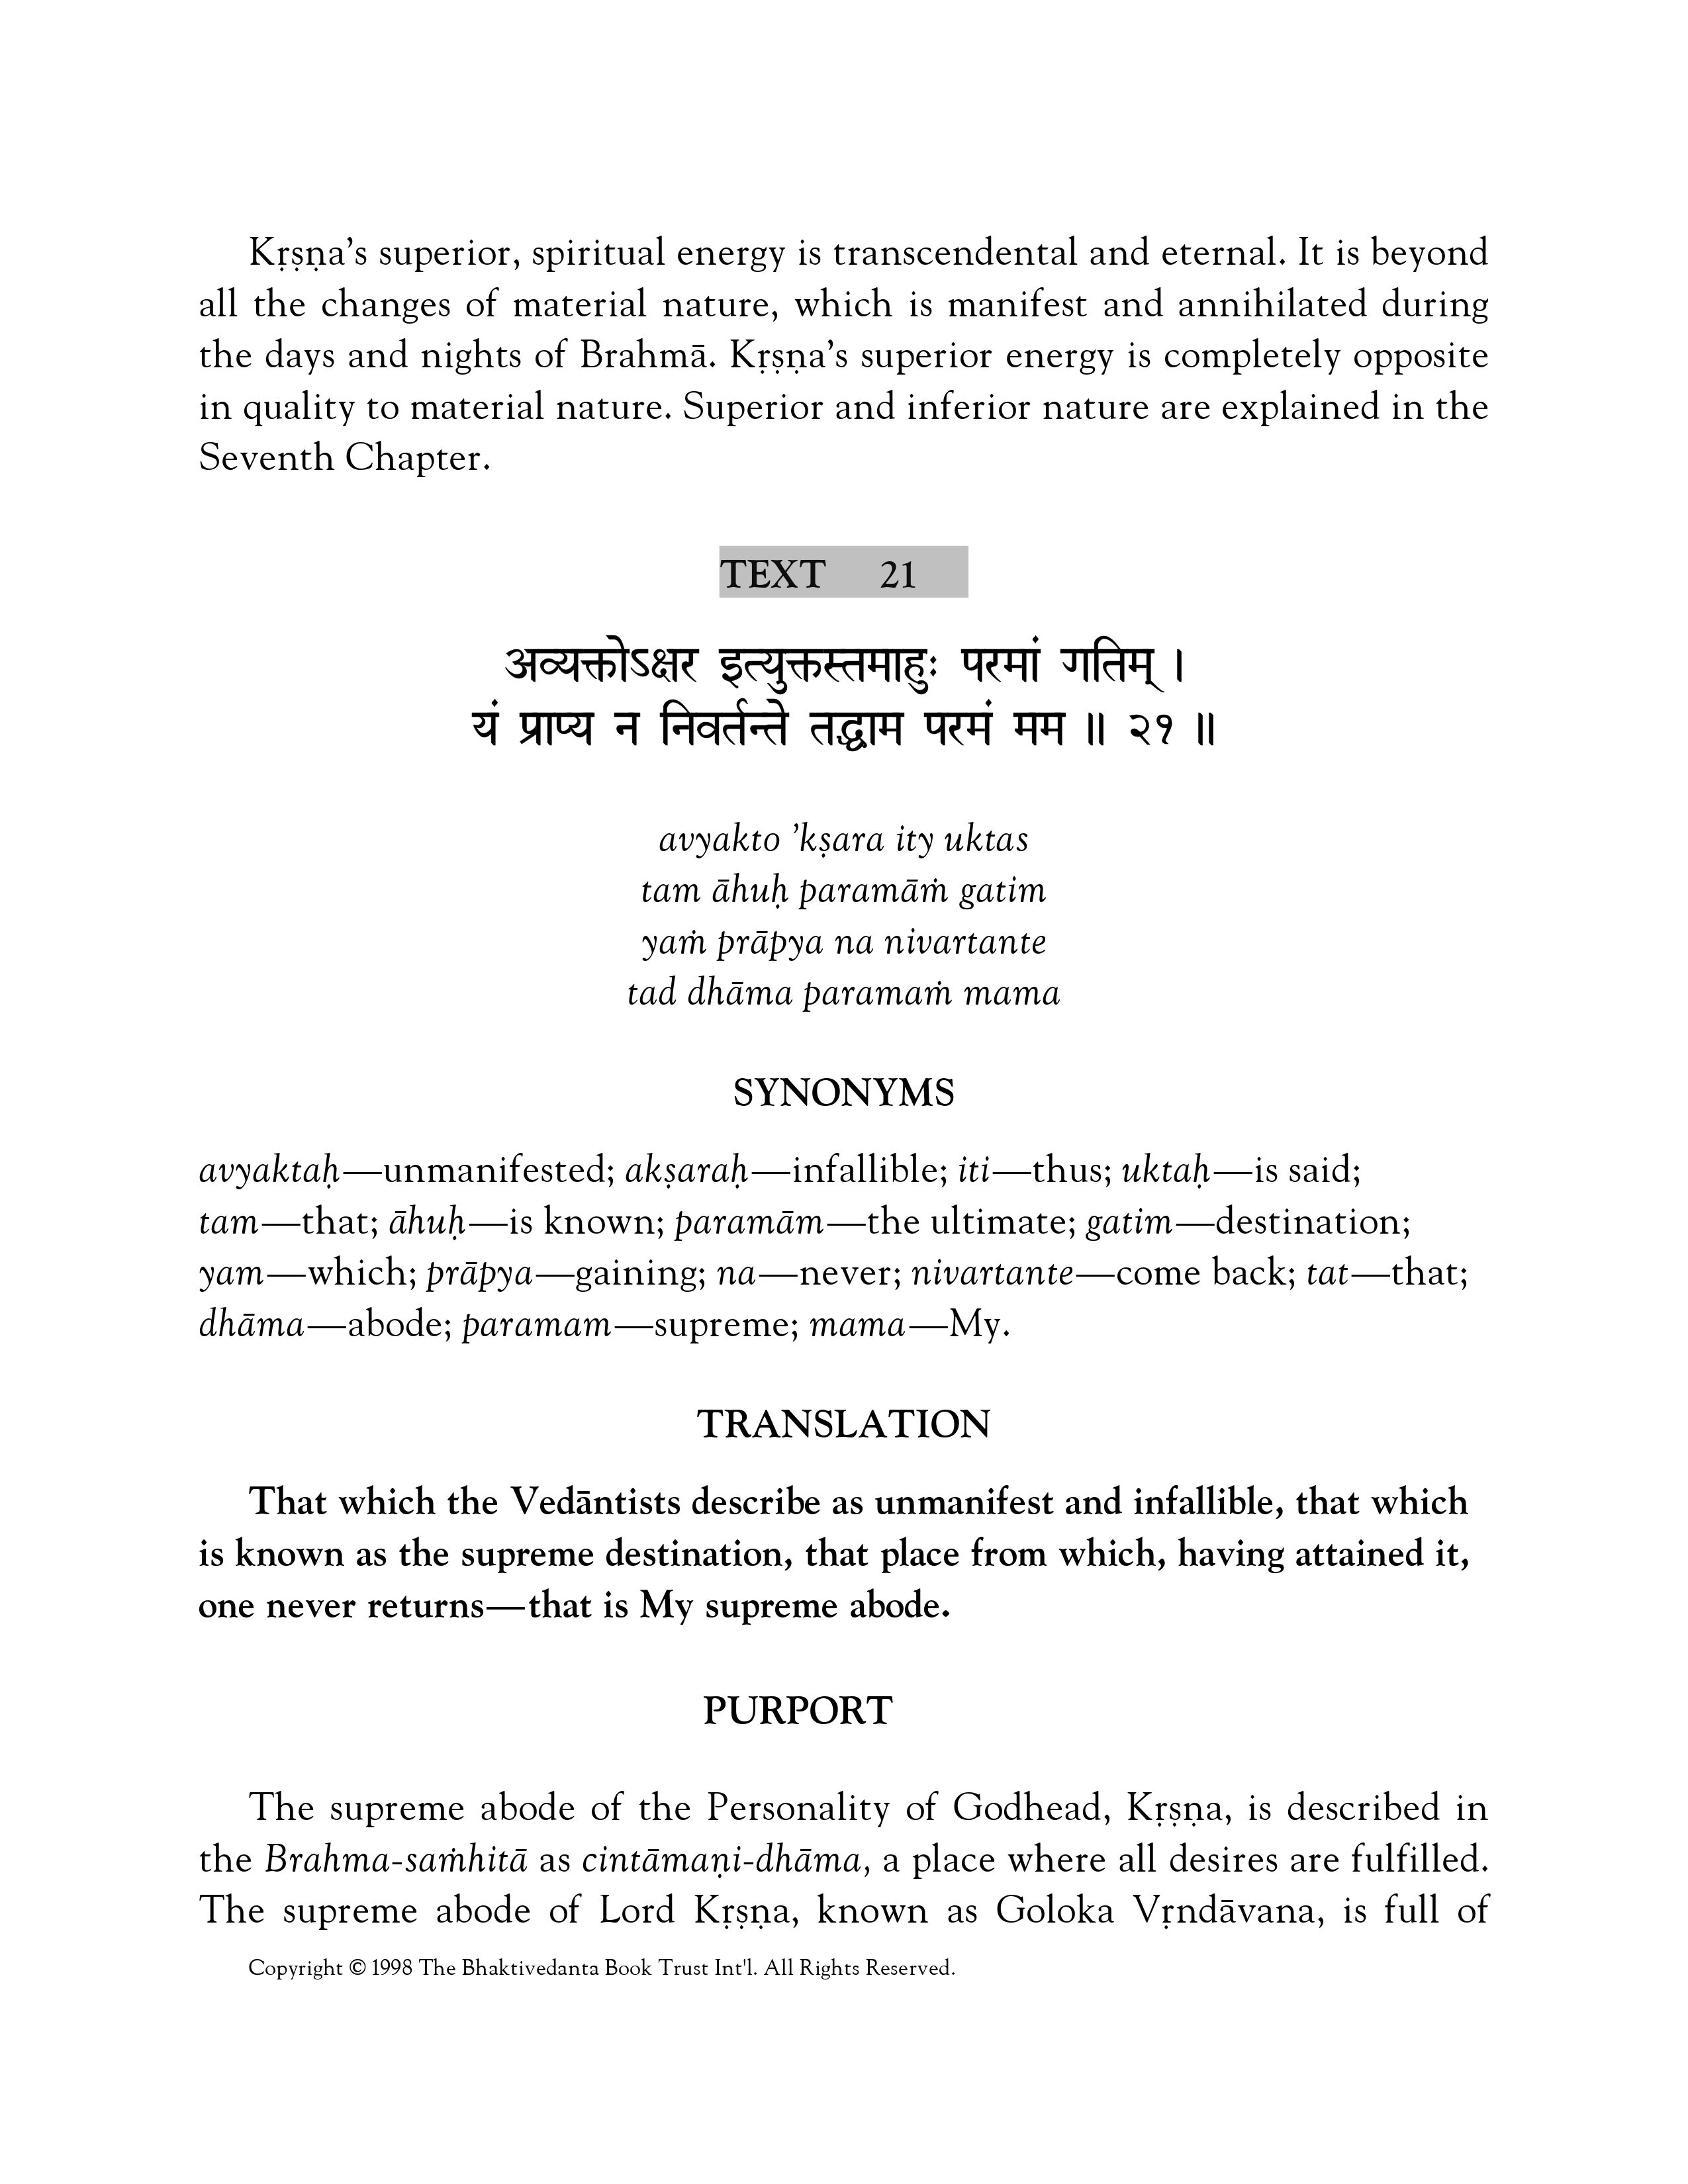 Kṛṣṇa’s superior, spiritual energy is transcendental and eternal. It is beyond
all the changes of material nature, which is manifest and annihilated during
the days and nights of Brahmā. Kṛṣṇa’s superior energy is completely opposite
in quality to material nature. Superior and inferior nature are explained in the
Seventh Chapter.
TEXT 21
अव्यक्तोऽक्षर इत्युक्तस्तमाहुः परमां गतिम् ।
यं प्राप्य न निवर्तन्ते तद्धाम परमं मम ॥ २१ ॥
avyakto ’kṣara ity uktas
tam āhuḥ paramāṁ gatim
yaṁ prāpya na nivartante
tad dhāma paramaṁ mama
SYNONYMS
avyaktaḥ—unmanifested; akṣaraḥ—infallible; iti—thus; uktaḥ—is said;
tam—that; āhuḥ—is known; paramām—the ultimate; gatim—destination;
yam—which; prāpya—gaining; na—never; nivartante—come back; tat—that;
dhāma—abode; paramam—supreme; mama—My.
TRANSLATION
That which the Vedāntists describe as unmanifest and infallible, that which
is known as the supreme destination, that place from which, having attained it,
one never returns—that is My supreme abode.
PURPORT
The supreme abode of the Personality of Godhead, Kṛṣṇa, is described in
the Brahma-saṁhitā as cintāmaṇi-dhāma, a place where all desires are fulfilled.
The supreme abode of Lord Kṛṣṇa, known as Goloka Vṛndāvana, is full of
Copyright © 1998 The Bhaktivedanta Book Trust Int'l. All Rights Reserved.